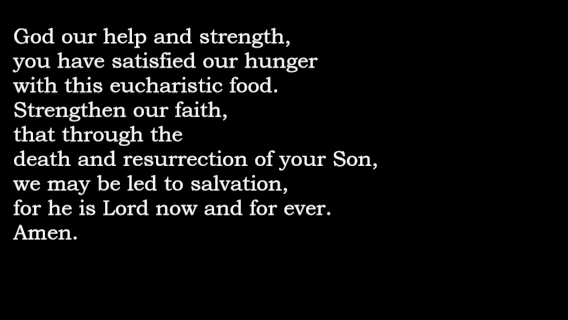 God our help and strength,
you have satisfied our hunger
with this eucharistic food.
Strengthen our faith,
that through the
death and resurrection of your Son,
we may be led to salvation,
for he is Lord now and for ever.
Amen.